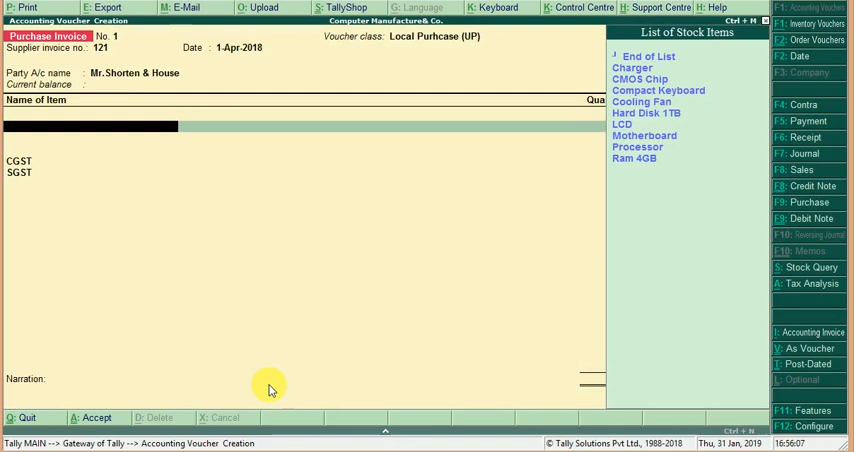 P: Print E: Export M: E-Mail O: Upload S: TallyShop G: Language K: Keyboard K: Control Centre H: Support Centre H: Help
Accounting Voucher Creation Computer Manufacture& Co. Ctrl + M
Purchase Invoice No. 1 Voucher class: Local Purhcase (UP)
Supplier invoice no.: 121 Date : 1-Apr-2018
Party A/c name : Mr.Shorten & House
Current balance :
Name of Item Qua
CGST
SGST
Narration:
List of Stock Items
End of List
Charger
CMOS Chip
Compact Keyboard
Cooling Fan
Hard Disk 1TB
LCD
Motherboard
Processor
Ram 4GB
F1: Accounting Vouchers
F1: Inventory Vouchers
F2: Order Vouchers
F2: Date
F3: Company
F4: Contra
F5: Payment
F6: Receipt
F7: Journal
F8: Sales
F8: Credit Note
F9: Purchase
F9: Debit Note
F10: Reversing Journal
F10: Memos
S: Stock Query
A: Tax Analysis
I: Accounting Invoice
V: As Voucher
T: Post-Dated
L: Optional
F11: Features
F12: Configure
Q: Quit A: Accept D: Delete X: Cancel
Ctrl + N
Tally MAIN --> Gateway of Tally --> Accounting Voucher Creation © Tally Solutions Pvt Ltd., 1988-2018 Thu, 31 Jan, 2019 16:56:07